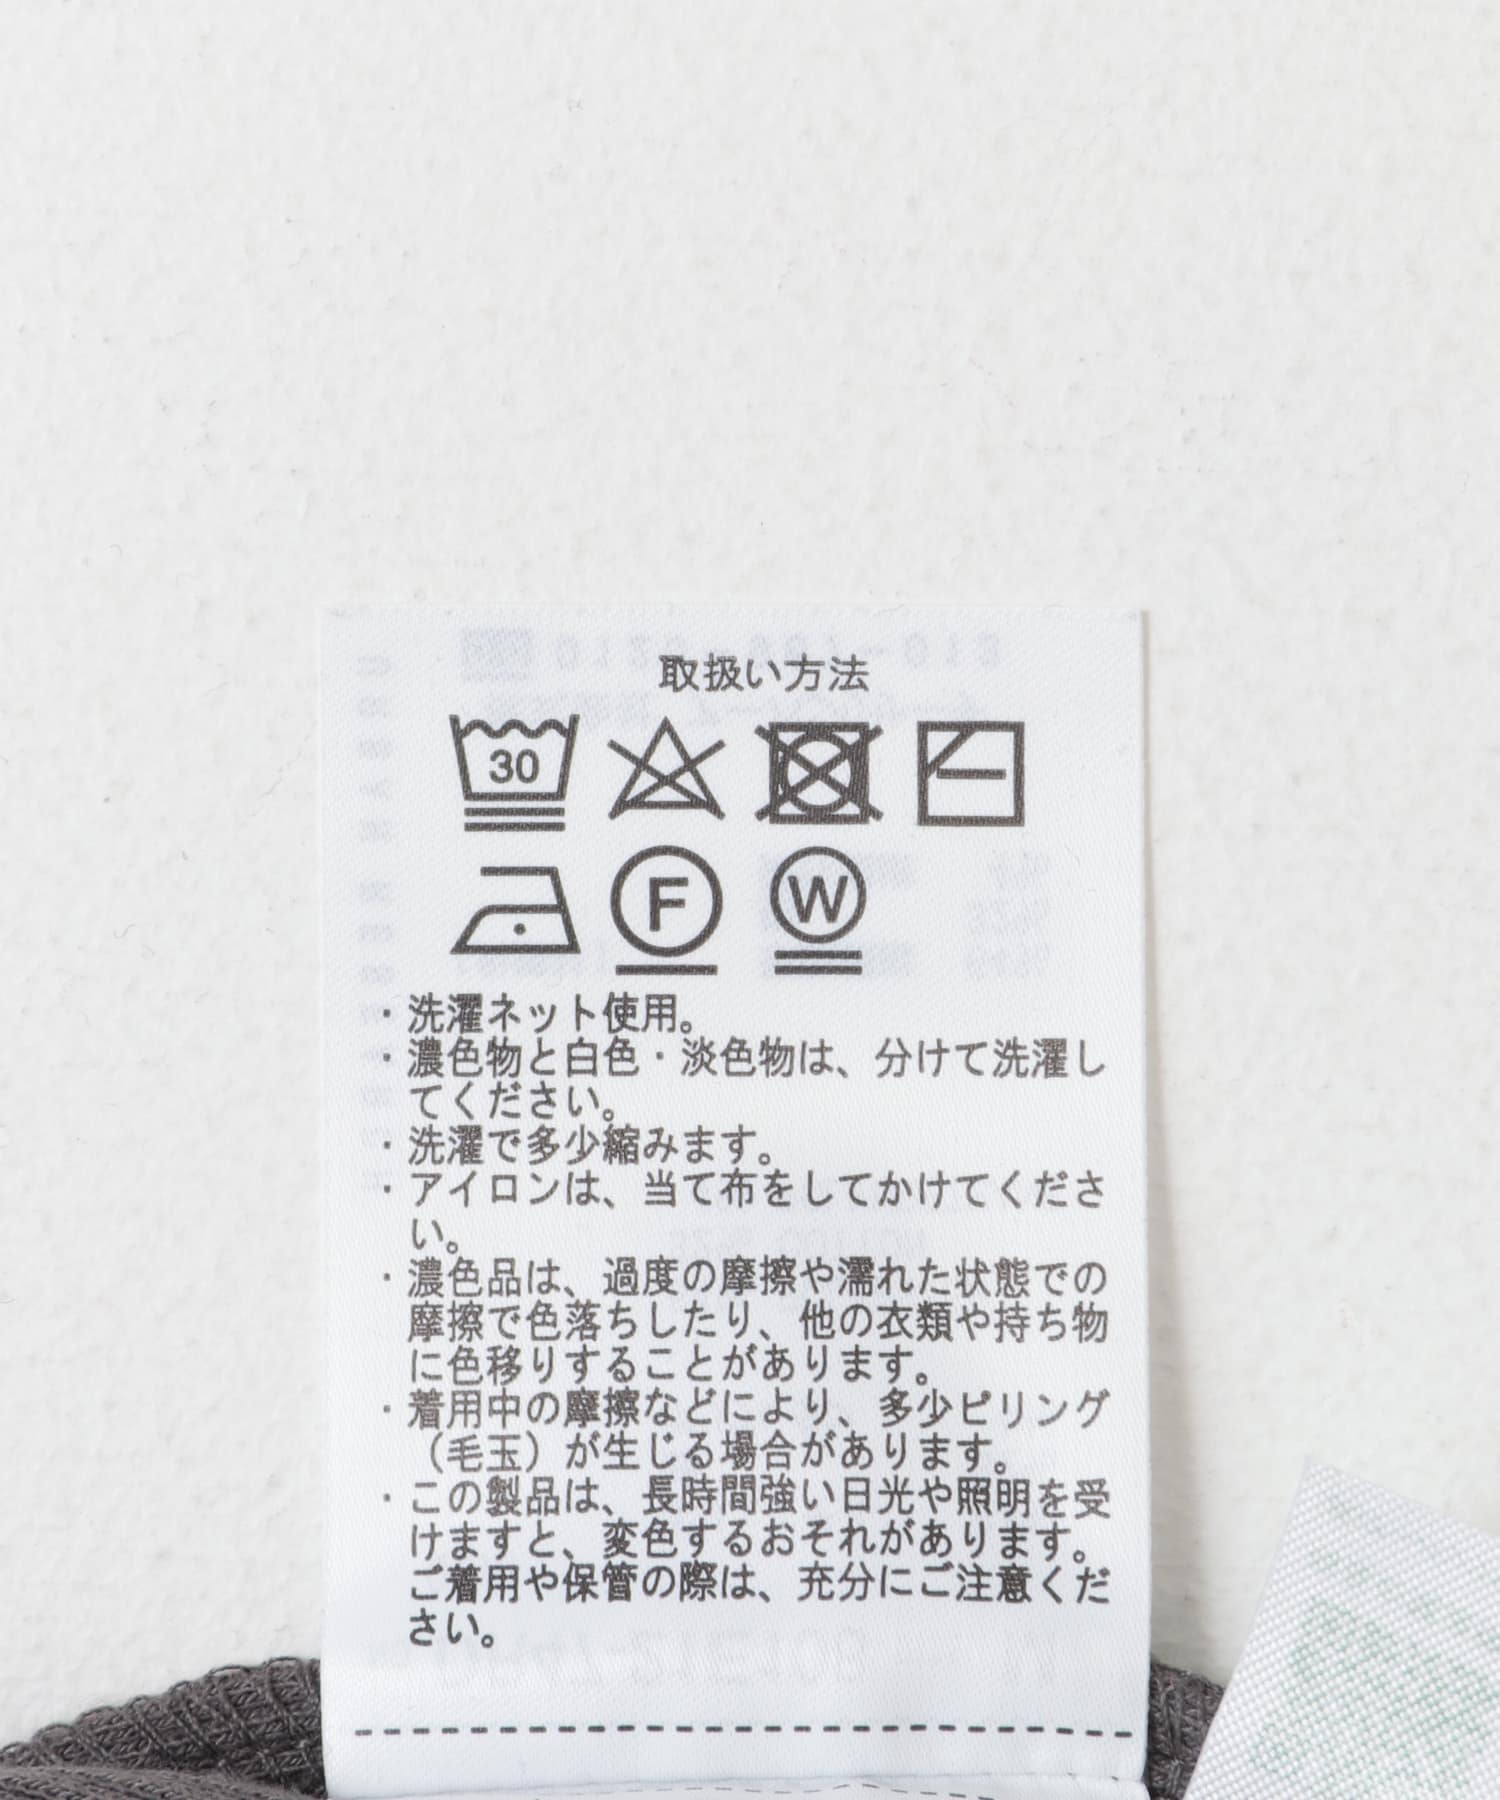 取扱い方法
30
F
W
・洗濯ネット使用。
・濃色物と白色・淡色物は、分けて洗濯し
てください。
・洗濯で多少縮みます。
・アイロンは、当て布をしてかけてくださ
い。
・濃色品は、過度の摩擦や濡れた状態での
摩擦で色落ちしたり、他の衣類や持ち物
に色移りすることがあります。
・着用中の摩擦などにより、多少ピリング
（毛玉）が生じる場合があります。
・この製品は、長時間強い日光や照明を受
けますと、変色するおそれがあります。
ご着用や保管の際は、充分にご注意くだ
さい。